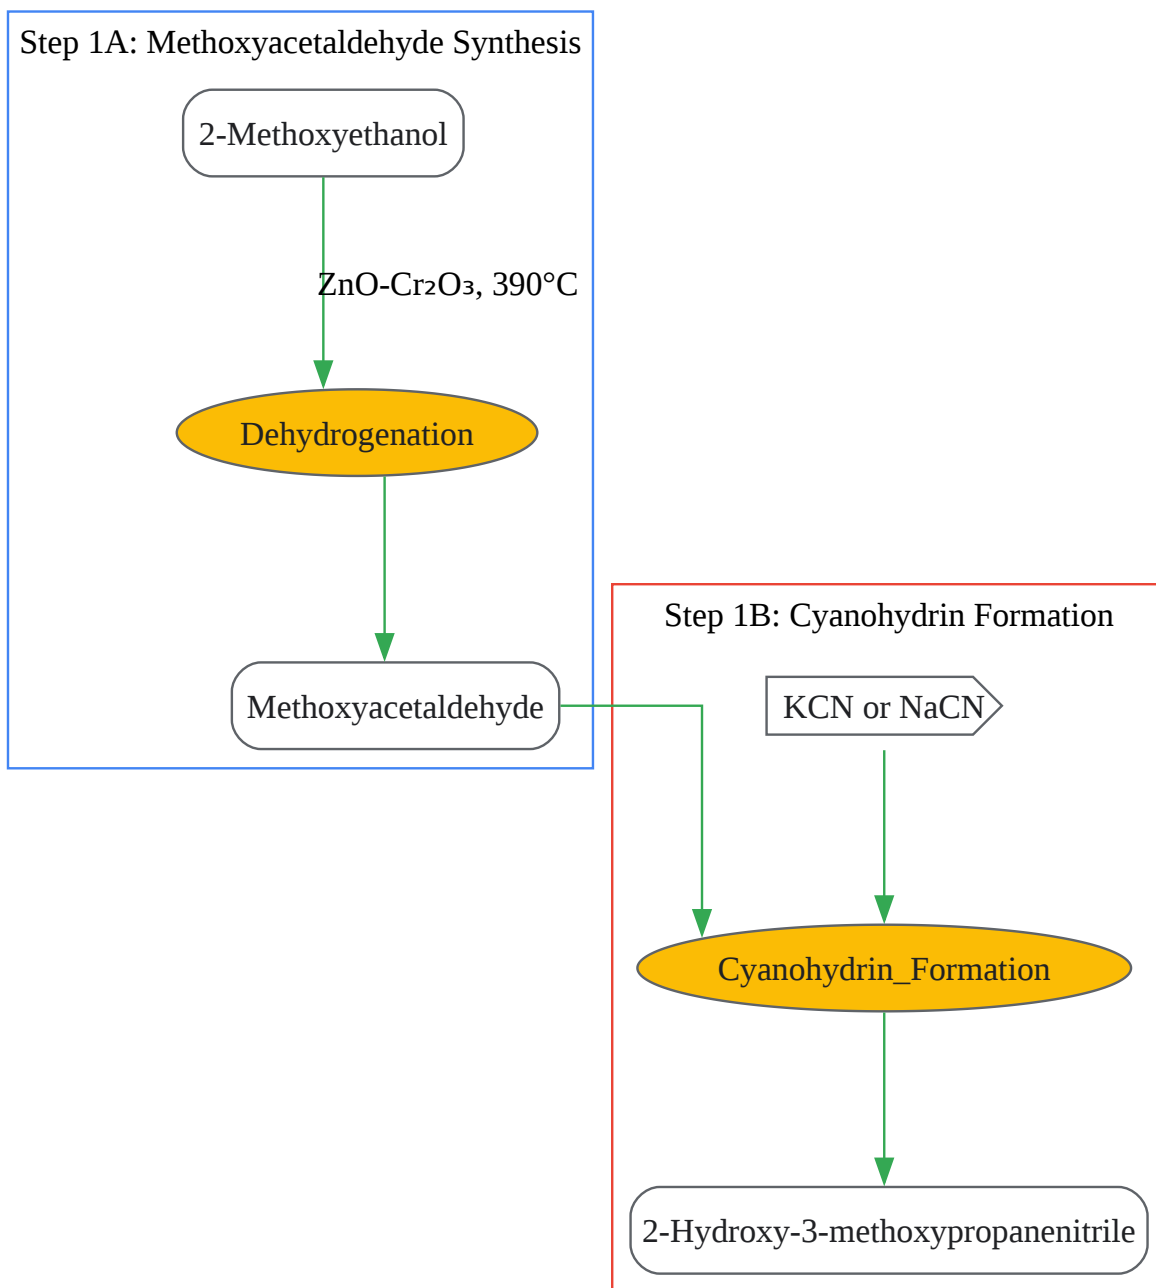 Step 1A: Methoxyacetaldehyde Synthesis
2-Methoxyethanol
ZnO-Cr₂O₃, 390°C
Dehydrogenation
Methoxyacetaldehyde
Step 1B: Cyanohydrin Formation
KCN or NaCN
Cyanohydrin_Formation
2-Hydroxy-3-methoxypropanenitrile